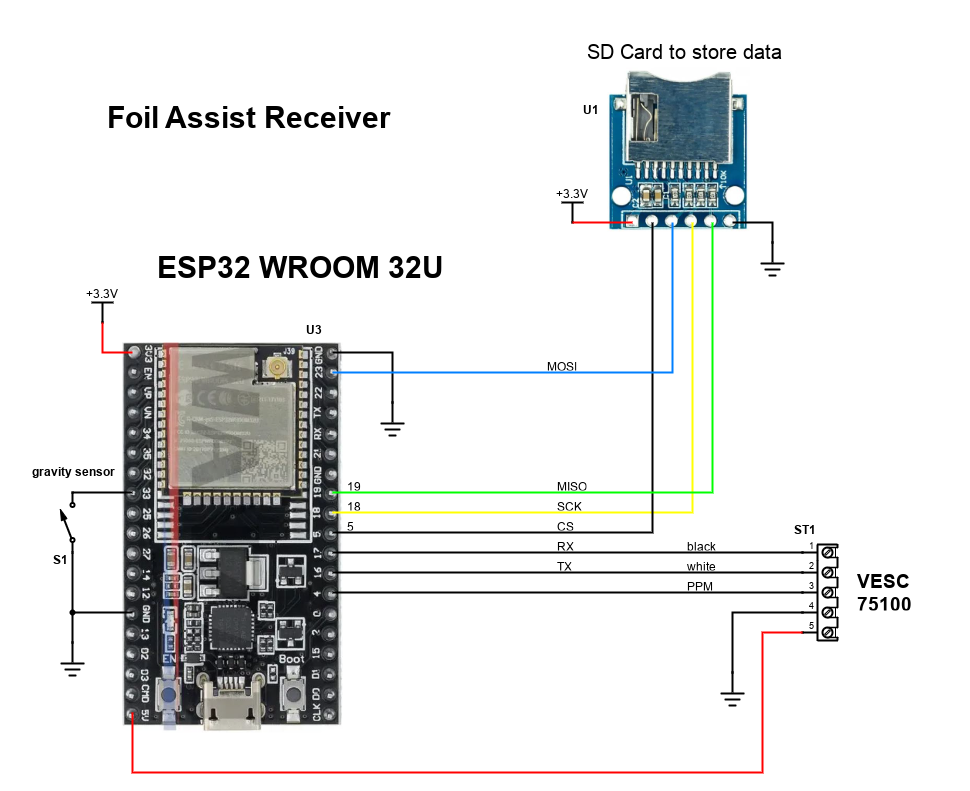 SD Card to store data
U1
Foil Assist Receiver
U1
C2
10k
+3.3V
ESP32 WROOM 32U
+3.3V
U3
3V3
EN
VP
VN
34
35
32
33
25
26
27
14
12
GND
13
D2
D3
CMD
5V
GND
23
22
TX
RX
21
GND
19
18
5
17
16
4
0
2
15
D1
D0
CLK
J39
W
A
EN
Boot
MOSI
gravity sensor
S1
19
MISO
18
SCK
5
CS
RX
black
TX
white
PPM
ST1
1
2
3
4
5
VESC
75100